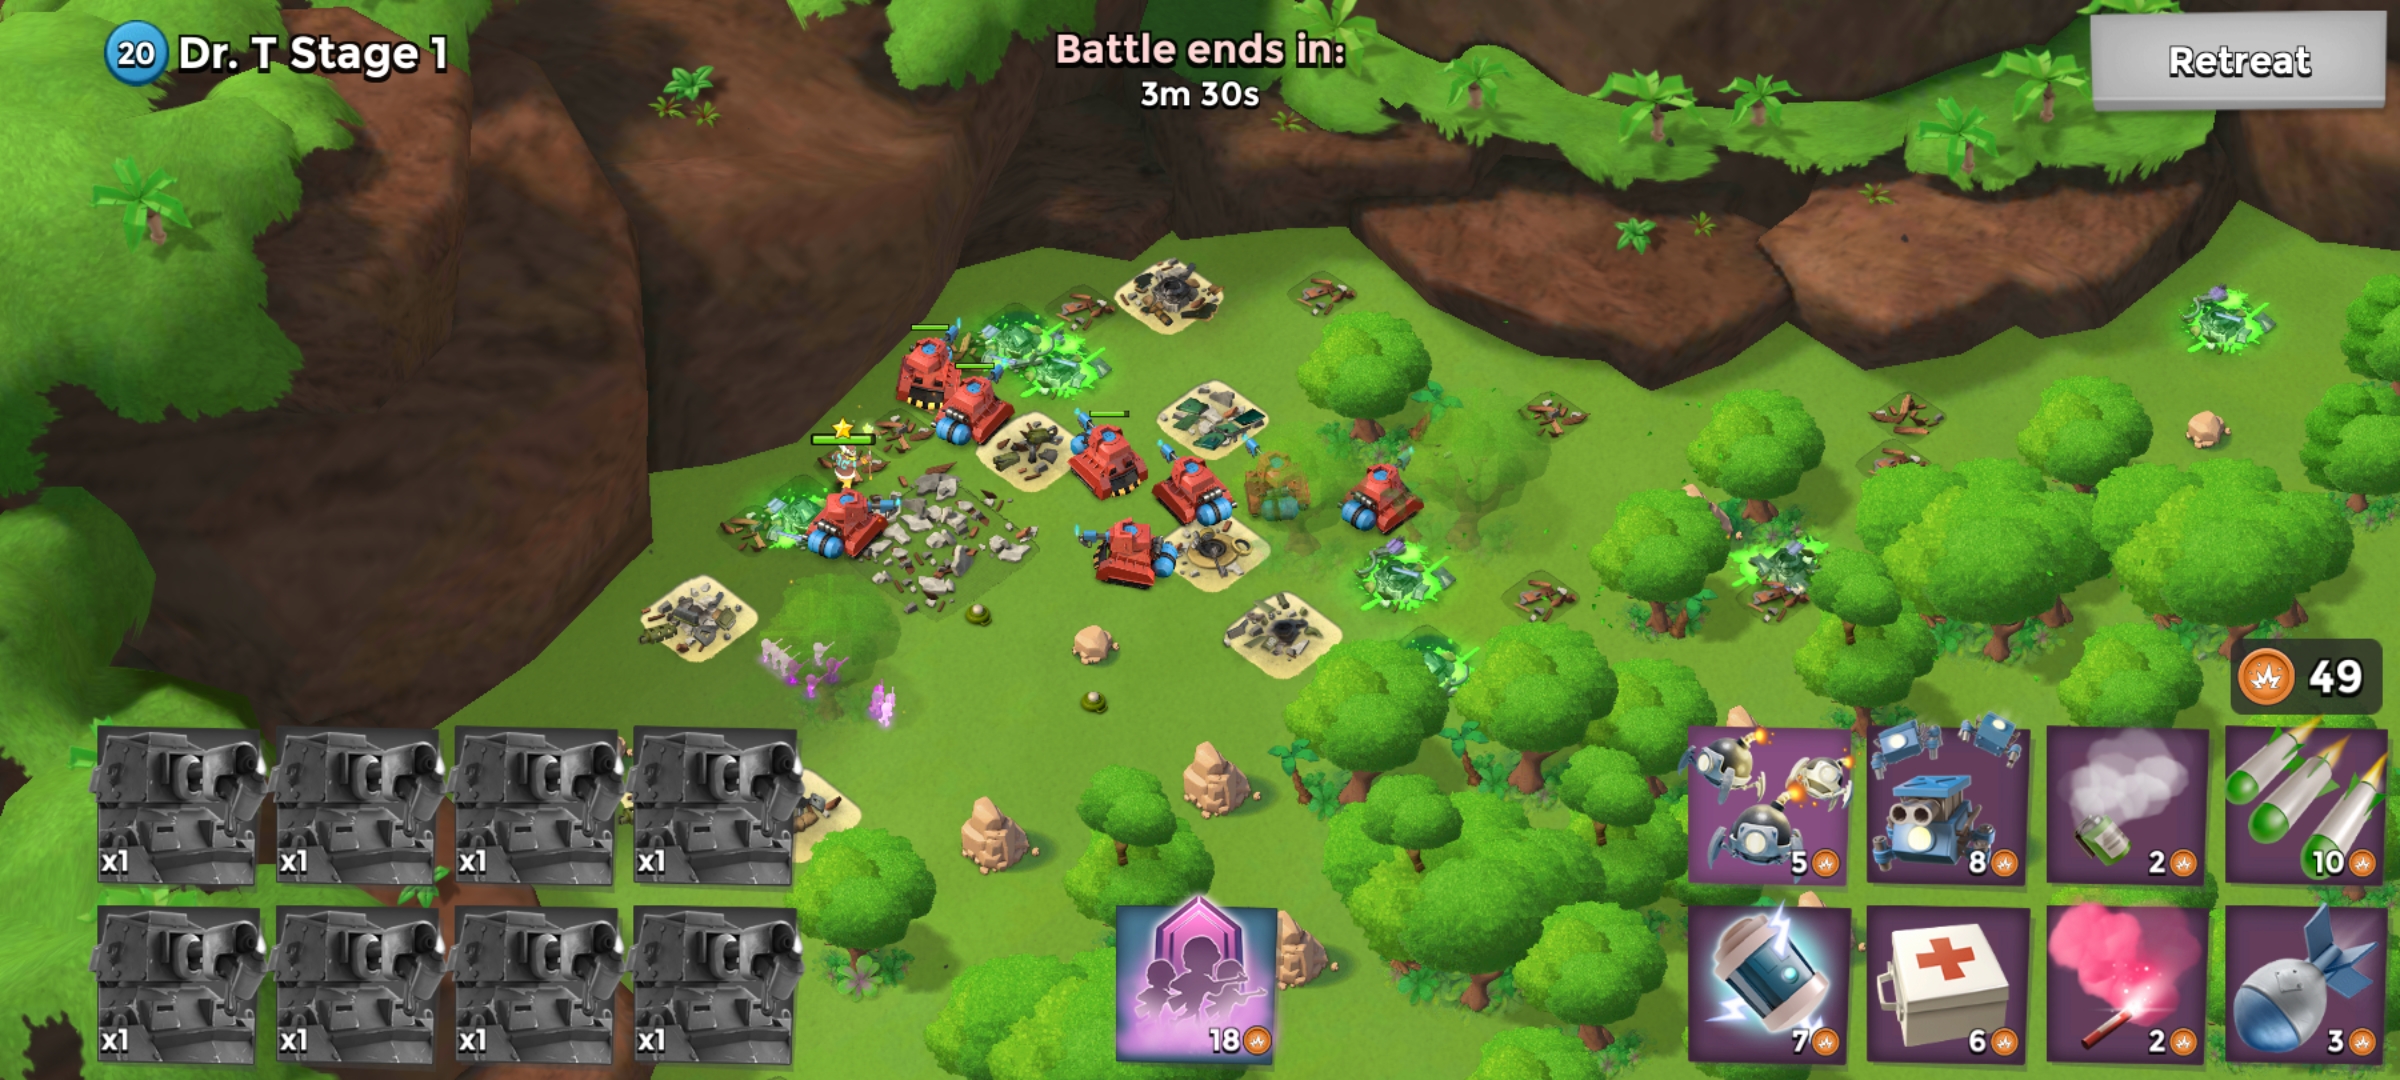 20 Dr. T Stage 1
Battle ends in:
3m 30s
Retreat
49
x1 x1 x1 x1
5 8 2 10
x1 x1 x1 x1
18
7 6 2 3